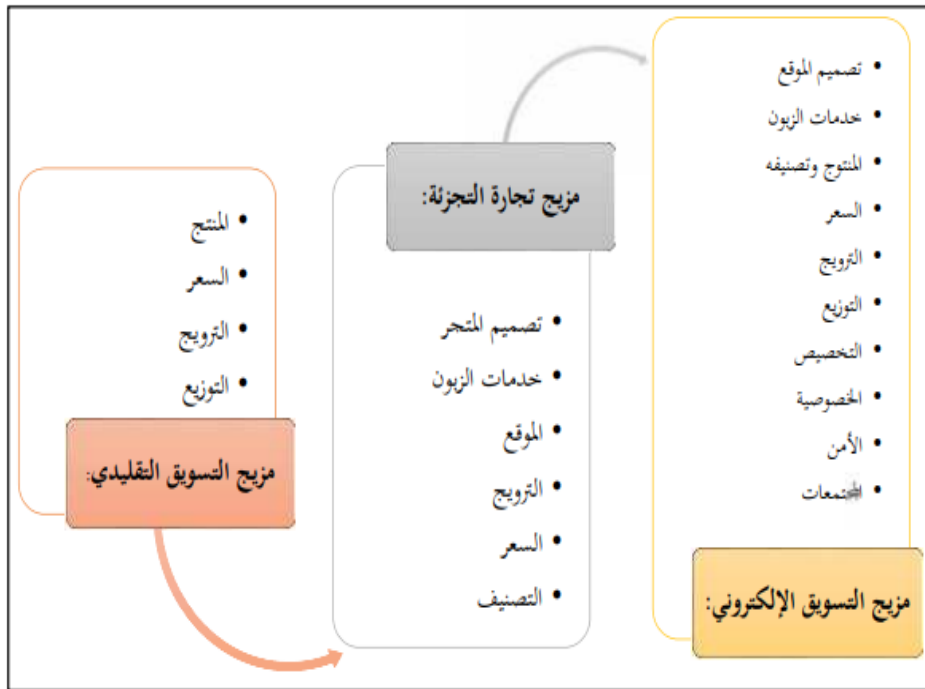 مزيج التسويق التقليدي:
• المنتج
• السعر
• الترويج
• التوزيع
مزيج تجارة التجزئة:
• تصميم المتجر
• خدمات الزبون
• الموقع
• الترويج
• السعر
• التصنيف
مزيج التسويق الإلكتروني:
• تصميم الموقع
• خدمات الزبون
• المنتوج وتصنيفه
• السعر
• الترويج
• التوزيع
• التخصيص
• الخصوصية
• الأمن
• المجتمعات